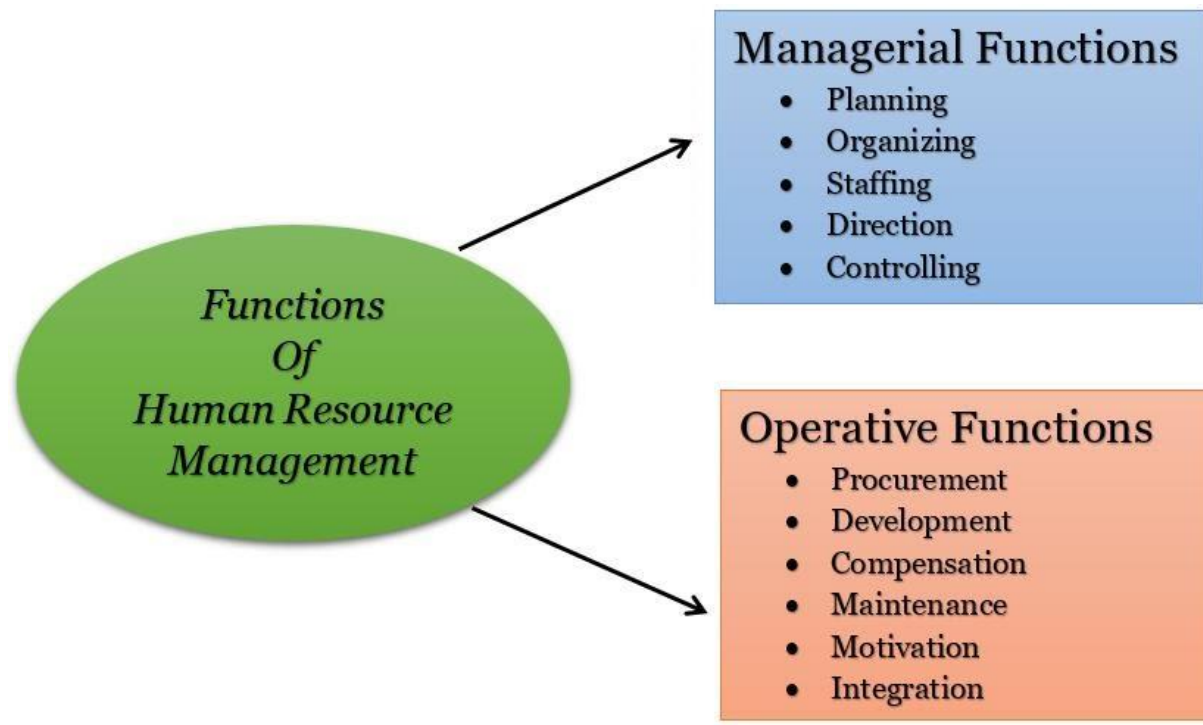 Functions
Of
Human Resource
Management
Managerial Functions
• Planning
• Organizing
• Staffing
• Direction
• Controlling
Operative Functions
• Procurement
• Development
• Compensation
• Maintenance
• Motivation
• Integration